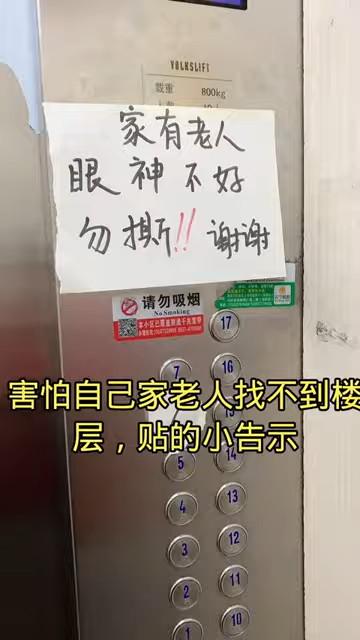 VOLKSLIFT
载重 800kg
家有老人
眼神不好
勿撕!! 谢谢
请勿吸烟
No Smoking
17
7
16
害怕自己家老人找不到楼
层，贴的小告示
5
14
4
13
3
12
2
11
1
10